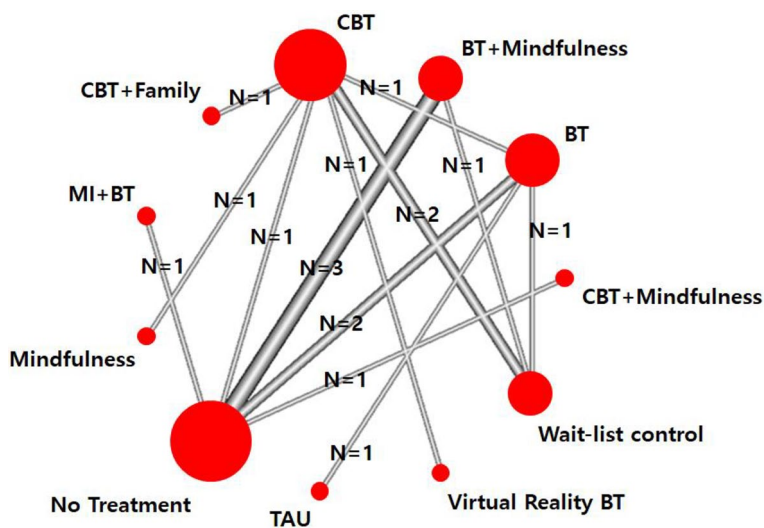 CBT
BT+Mindfulness
CBT+Family
N=1
N=1
BT
MI+BT
N=1
N=1
N=1
N=2
N=1
N=1
N=1
N=3
CBT+Mindfulness
N=2
Mindfulness
N=1
Wait-list control
N=1
No Treatment
TAU
Virtual Reality BT